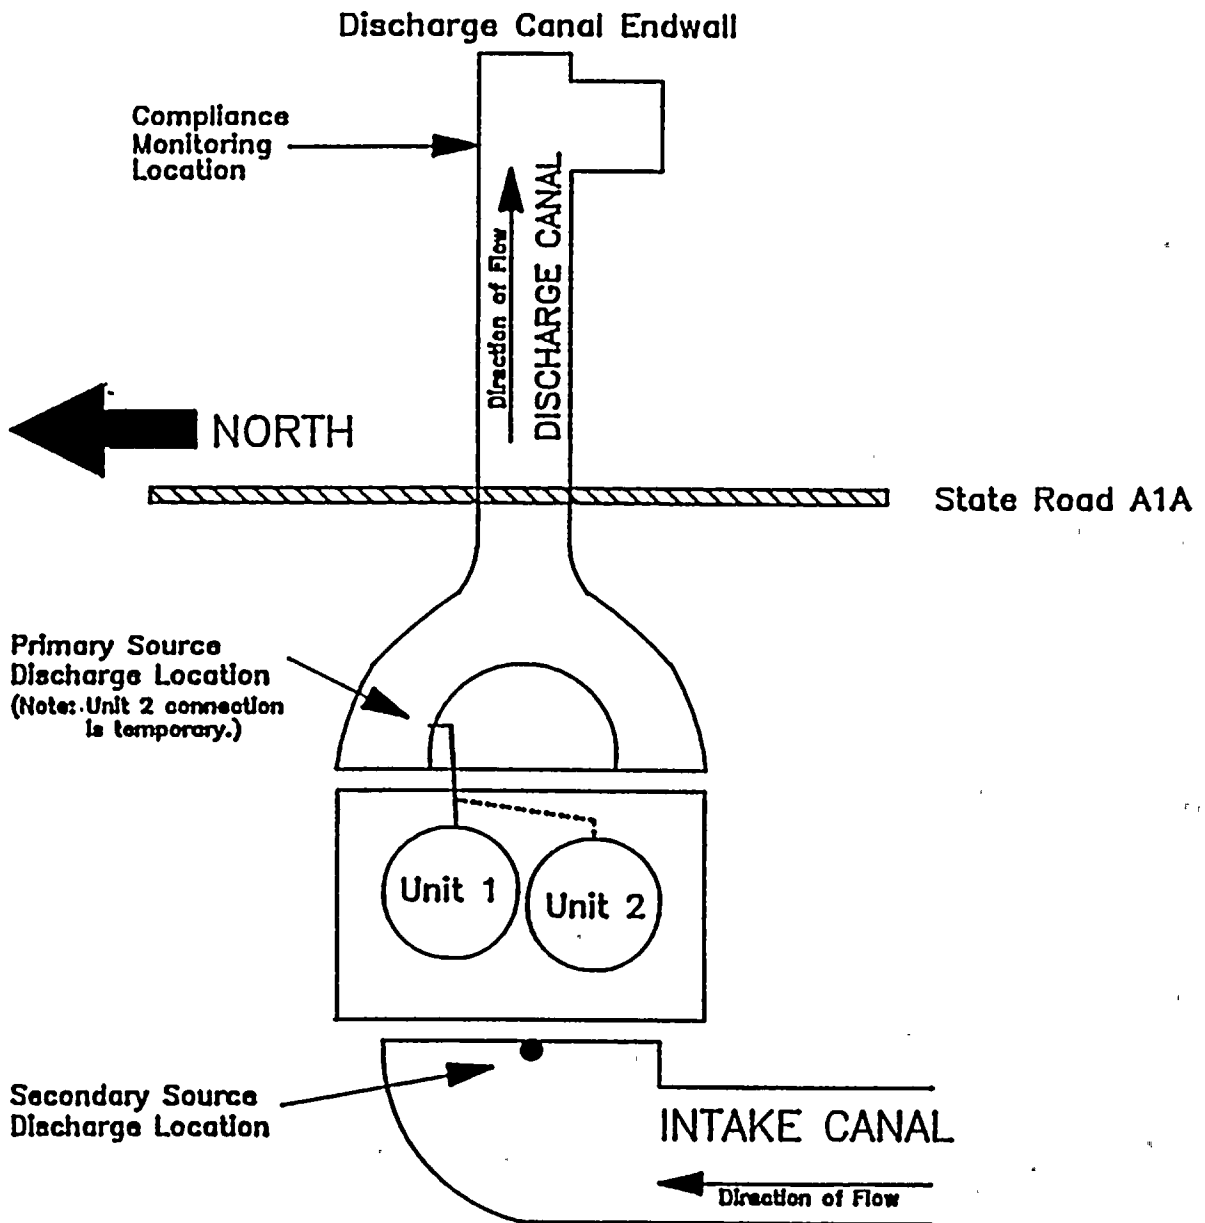 Discharge Canal Endwall
Compliance
Monitoring
Location
Direction of Flow
DISCHARGE CANAL
NORTH
State Road A1A
Primary Source
Discharge Location
(Note: Unit 2 connection
is temporary.)
Unit 1
Unit 2
Secondary Source
Discharge Location
INTAKE CANAL
Direction of Flow